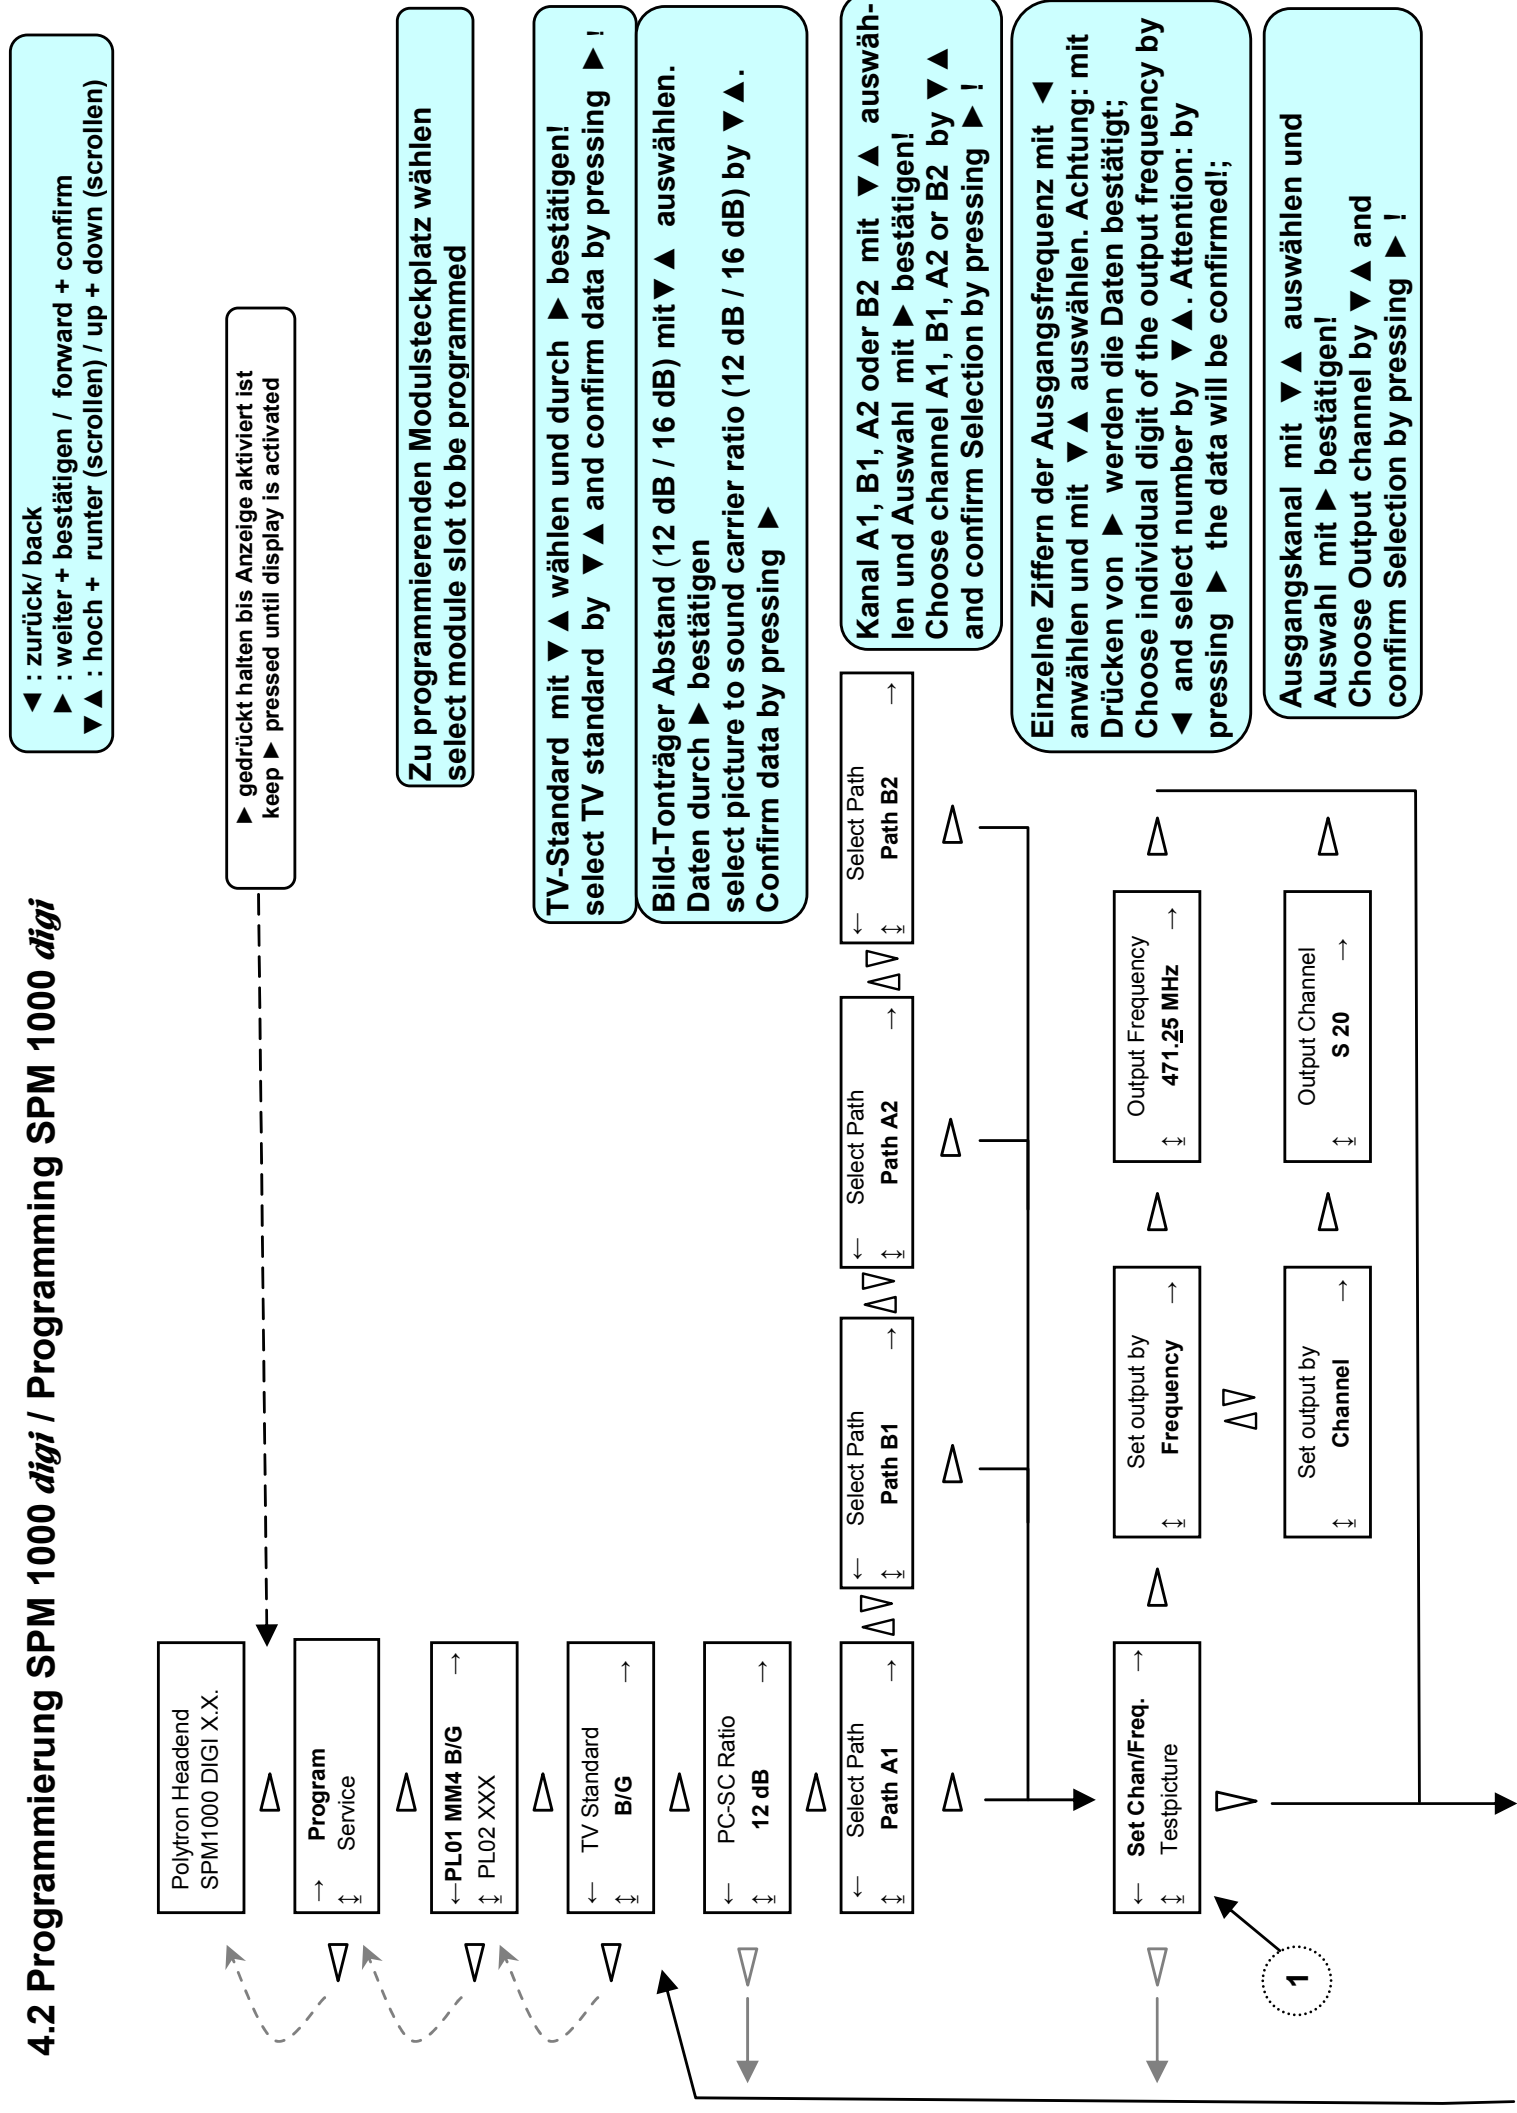 4.2 Programmierung SPM 1000 digi / Programming SPM 1000 digi
◄ : zurück/ back
► : weiter + bestätigen / forward + confirm
▼▲ : hoch + runter (scrollen) / up + down (scrollen)
Polytron Headend
SPM1000 DIGI X.X.
► gedrückt halten bis Anzeige aktiviert ist
keep ► pressed until display is activated
→ Program
↕ Service
←PL01 MM4 B/G →
↕ PL02 XXX
Zu programmierenden Modulsteckplatz wählen
select module slot to be programmed
← TV Standard
↕ B/G →
TV-Standard mit ▼▲ wählen und durch ► bestätigen!
select TV standard by ▼▲ and confirm data by pressing ► !
← PC-SC Ratio
↕ 12 dB →
Bild-Tonträger Abstand (12 dB / 16 dB) mit▼▲ auswählen.
Daten durch ► bestätigen
select picture to sound carrier ratio (12 dB / 16 dB) by ▼▲.
Confirm data by pressing ►
← Select Path
Path A1 →
← Select Path
↕ Path B1 →
← Select Path
↕ Path A2 →
← Select Path
↕ Path B2 →
Kanal A1, B1, A2 oder B2 mit ▼▲ auswäh-
len und Auswahl mit ► bestätigen!
Choose channel A1, B1, A2 or B2 by ▼▲
and confirm Selection by pressing ► !
← Set Chan/Freq. →
↕ Testpicture
Set output by
↕ Frequency →
Output Frequency
↕ 471.25 MHz →
Einzelne Ziffern der Ausgangsfrequenz mit ◄
anwählen und mit ▼▲ auswählen. Achtung: mit
Drücken von ► werden die Daten bestätigt;
Choose individual digit of the output frequency by
◄ and select number by ▼▲. Attention: by
pressing ► the data will be confirmed!;
Set output by
↕ Channel →
Output Channel
↕ S 20 →
Ausgangskanal mit ▼▲ auswählen und
Auswahl mit ► bestätigen!
Choose Output channel by ▼▲ and
confirm Selection by pressing ► !
1